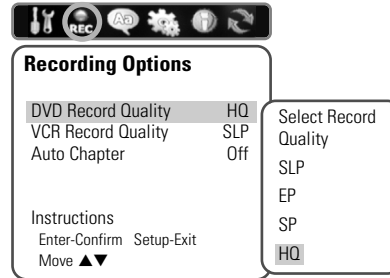 REC
Aa
i
Recording Options
DVD Record Quality HQ
VCR Record Quality SLP
Auto Chapter Off
Instructions
Enter-Confirm Setup-Exit
Move ▲▼
Select Record
Quality
SLP
EP
SP
HQ